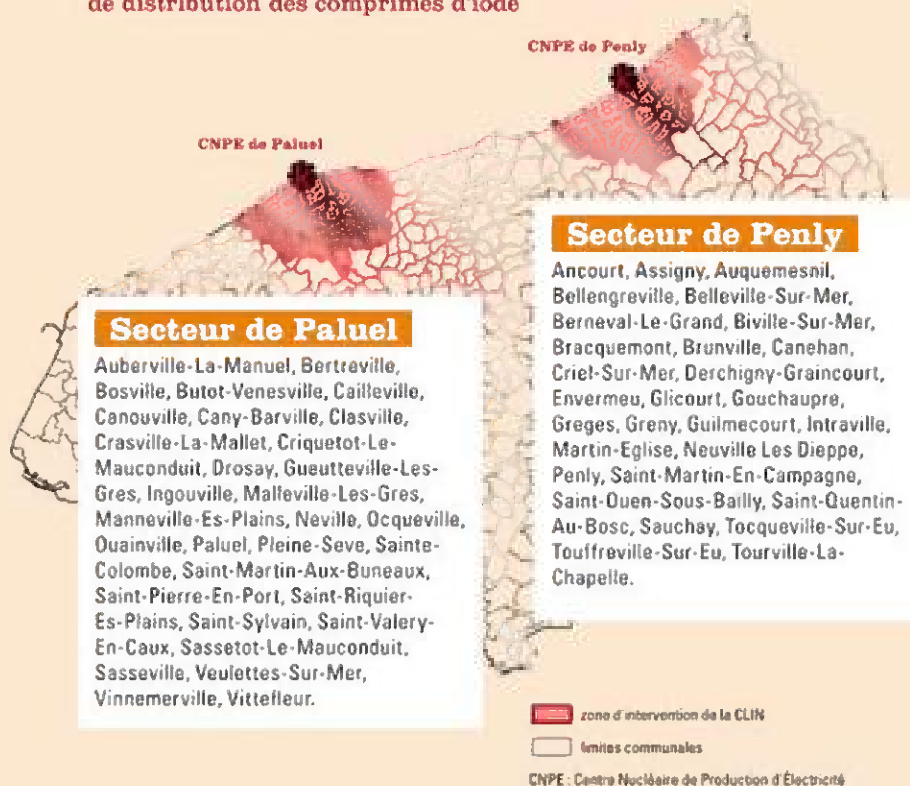 de distribution des comprimés d'iode
CNPE de Penly
CNPE de Paluel
Secteur de Penly
Ancourt, Assigny, Auquemesnil,
Bellengreville, Belleville-Sur-Mer,
Berneval-Le-Grand, Biville-Sur-Mer,
Bracquemont, Brunville, Canehan,
Criel-Sur-Mer, Derchigny-Graincourt,
Envermeu, Glicourt, Gouchaupre,
Greges, Greny, Guilmecourt, Intraville,
Martin-Eglise, Neuville Les Dieppe,
Penly, Saint-Martin-En-Campagne,
Saint-Ouen-Sous-Bailly, Saint-Quentin-
Au-Bosc, Sauchay, Tocqueville-Sur-Eu,
Touffreville-Sur-Eu, Tourville-La-
Chapelle.
Secteur de Paluel
Auberville-La-Manuel, Bertreville,
Bosville, Butot-Venesville, Cailleville,
Canouville, Cany-Barville, Clasville,
Crasville-La-Mallet, Criquetot-Le-
Mauconduit, Drosay, Gueutteville-Les-
Gres, Ingouville, Malleville-Les-Gres,
Manneville-Es-Plains, Neville, Ocqueville,
Ouainville, Paluel, Pleine-Seve, Sainte-
Colombe, Saint-Martin-Aux-Buneaux,
Saint-Pierre-En-Port, Saint-Riquier-
Es-Plains, Saint-Sylvain, Saint-Valery-
En-Caux, Sassetot-Le-Mauconduit,
Sasseville, Veulettes-Sur-Mer,
Vinnemerville, Vittefleur.
zone d'intervention de la CLIN
limites communales
CNPE : Centre Nucléaire de Production d'Électricité